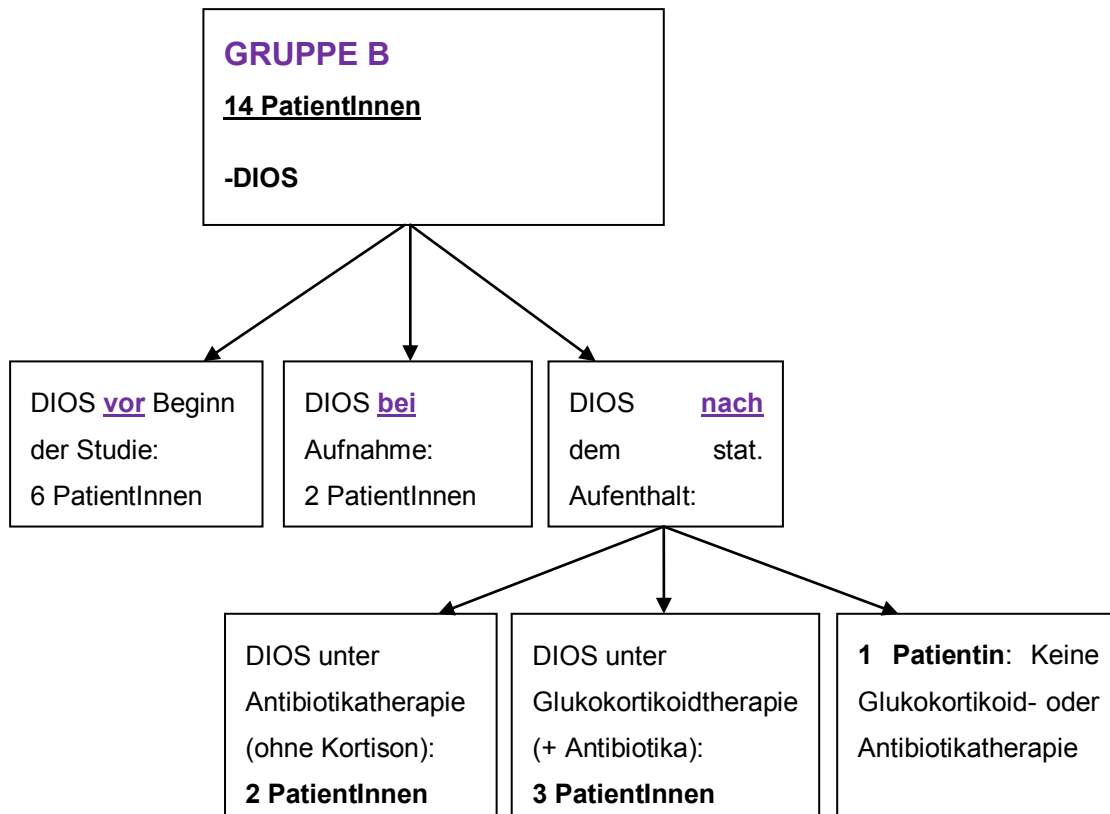 GRUPPE B
14 PatientInnen
-DIOS
DIOS vor Beginn
der Studie:
6 PatientInnen
DIOS bei
Aufnahme:
2 PatientInnen
DIOS nach
dem stat.
Aufenthalt:
DIOS unter
Antibiotikatherapie
(ohne Kortison):
2 PatientInnen
DIOS unter
Glukokortikoidtherapie
(+ Antibiotika):
3 PatientInnen
1 Patientin: Keine
Glukokortikoid- oder
Antibiotikatherapie